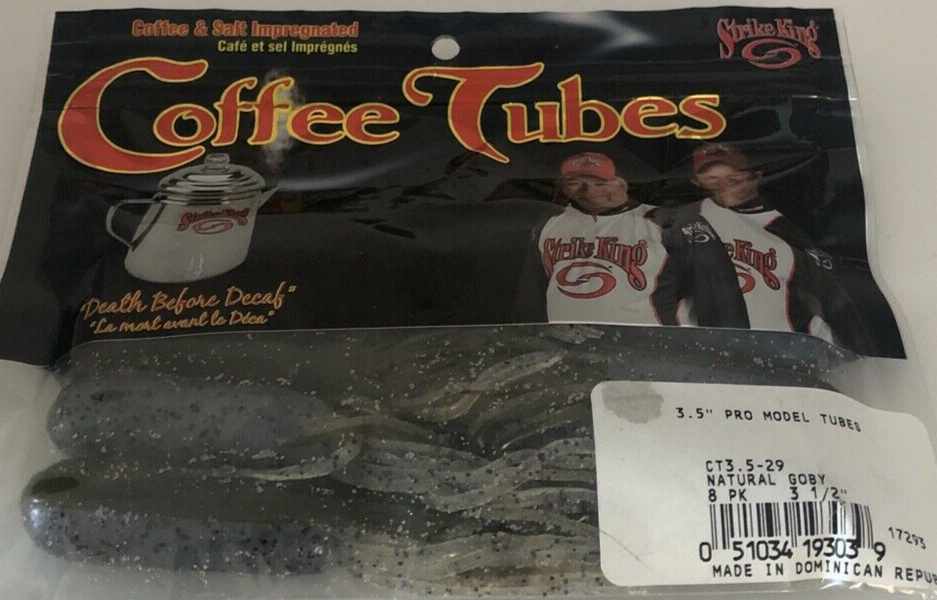 Coffee & Salt Impregnated
Café et sel Imprégnés
Strike King
Coffee Tubes
Strike King
"Death Before Decaf"
"La mort avant le Déca"
Strike King
ke King
3.5" PRO MODEL TUBES
CT3.5-29
NATURAL GOBY
8 PK 3 1/2"
0 51034 19303 9
17293
MADE IN DOMINICAN REPU